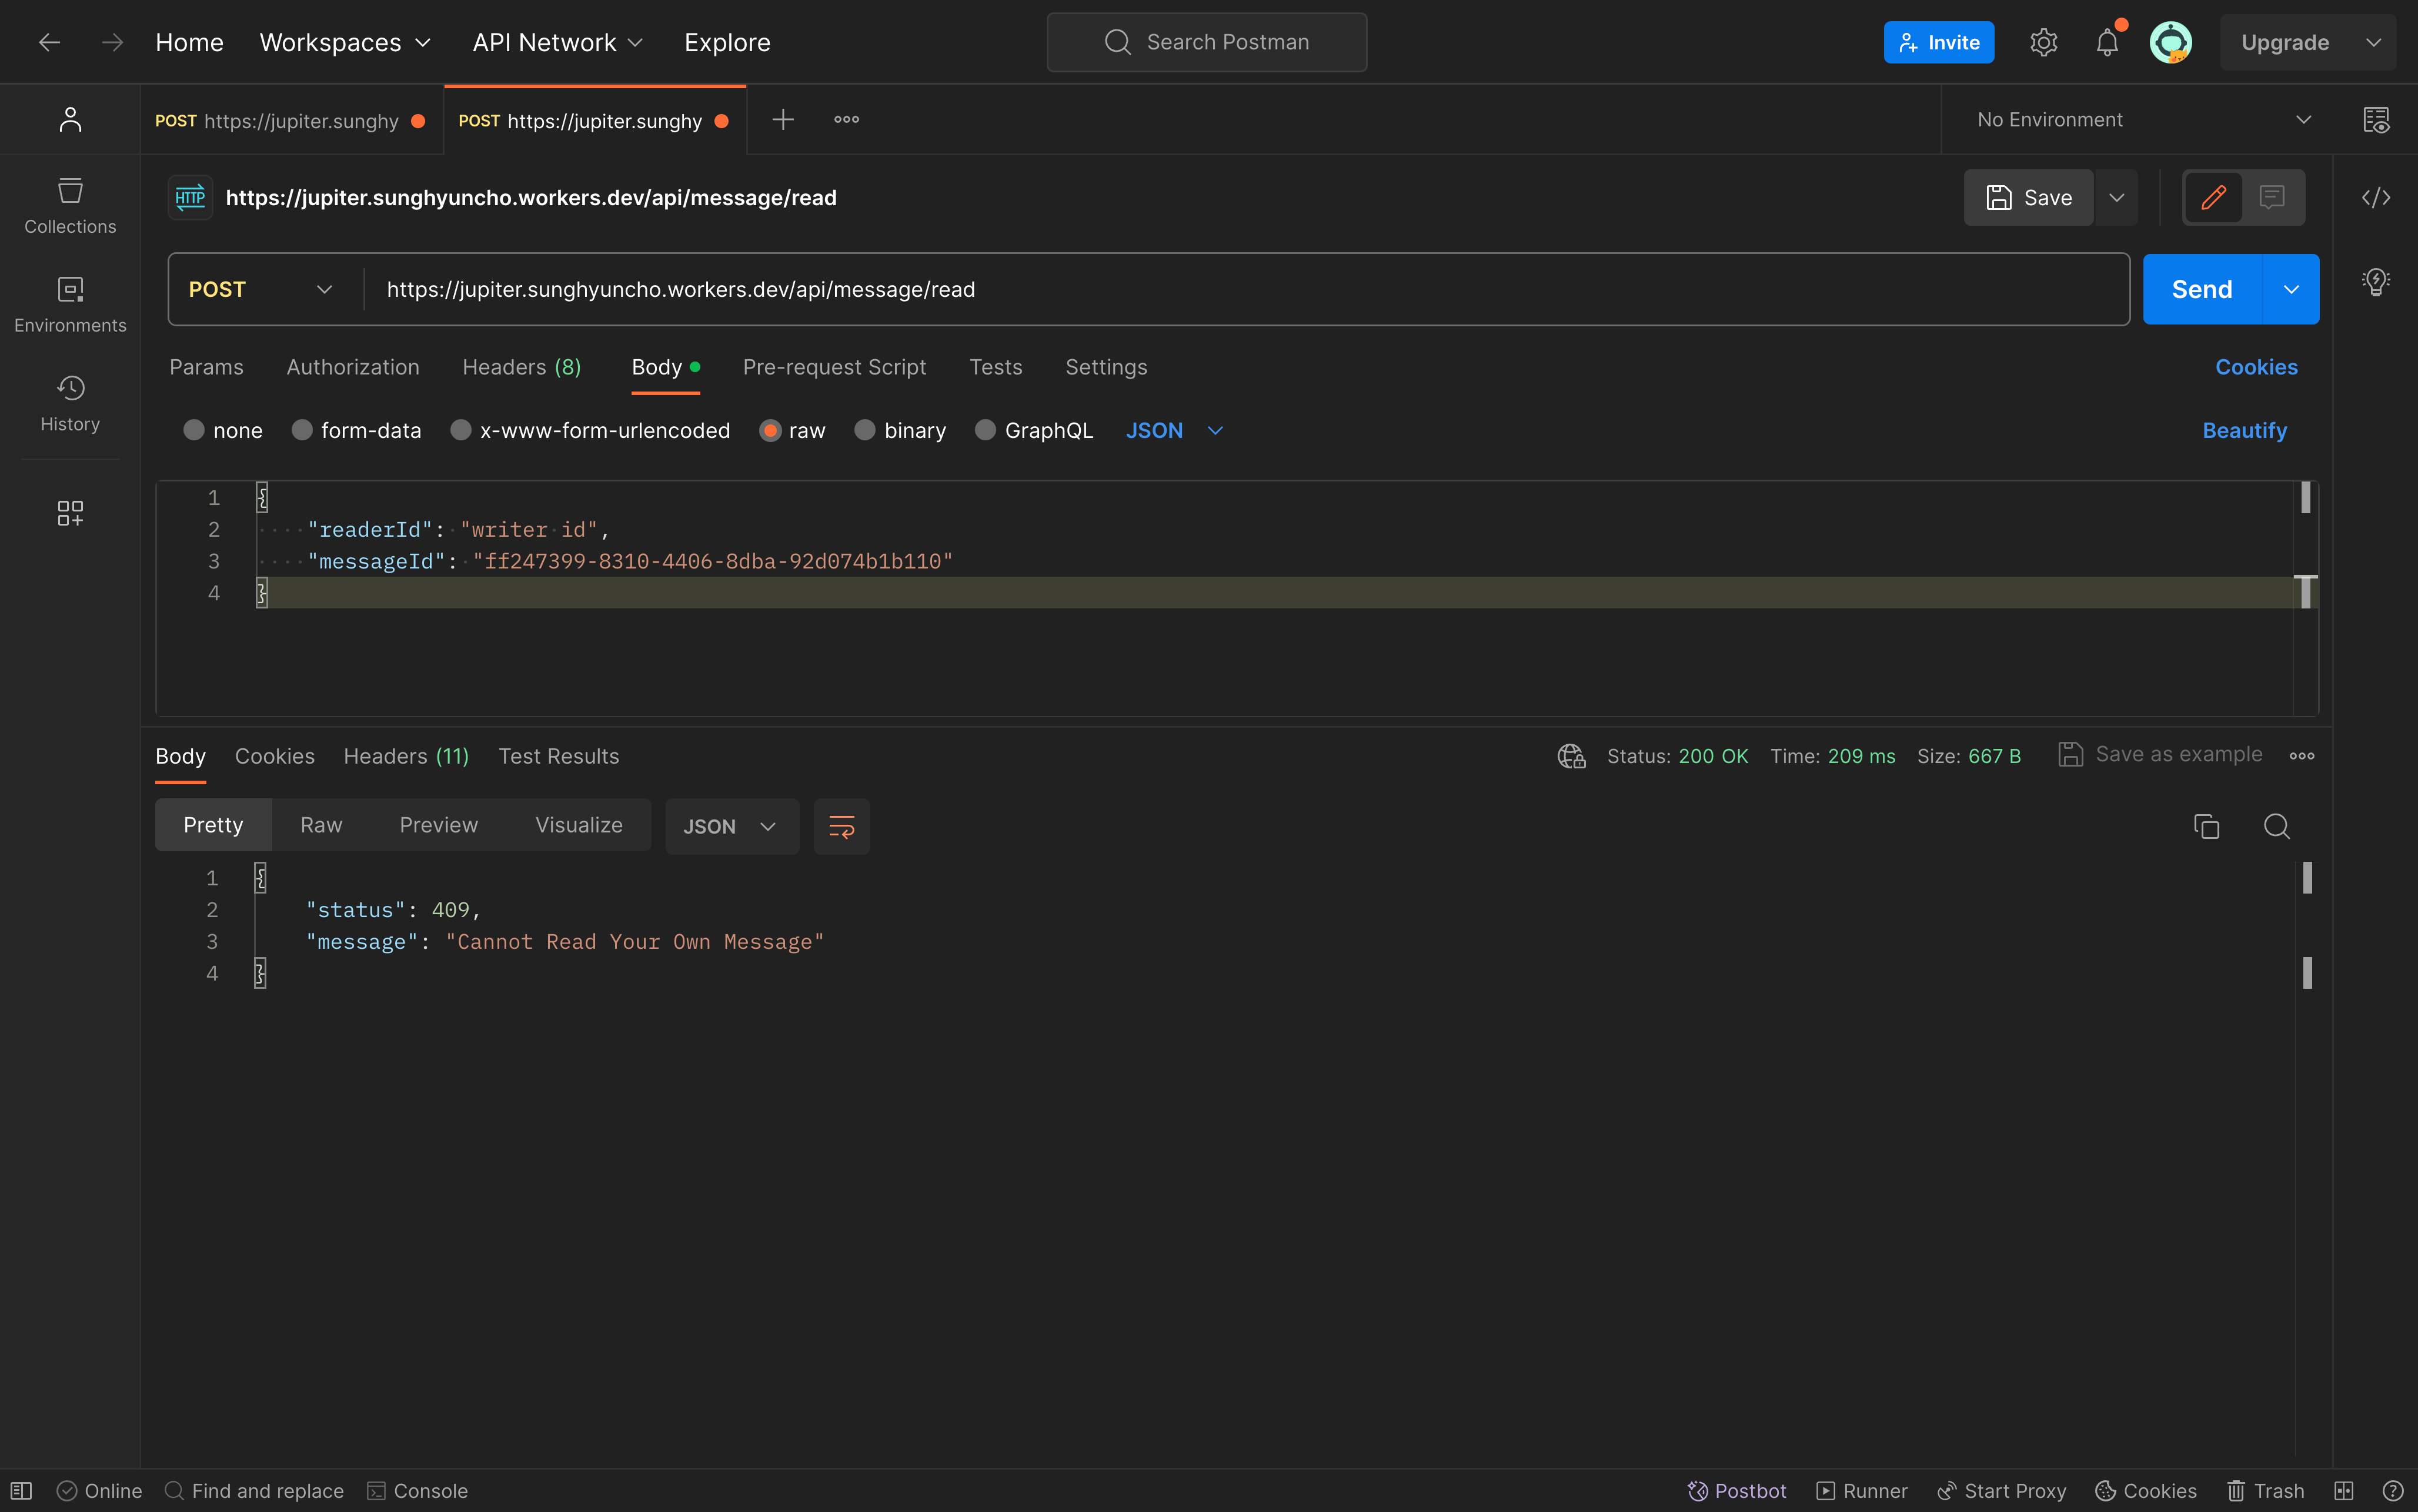 Home Workspaces API Network Explore Search Postman Invite Upgrade
POST https://jupiter.sunghy POST https://jupiter.sunghy No Environment
HTTP https://jupiter.sunghyuncho.workers.dev/api/message/read Save
Collections
Environments
History
POST https://jupiter.sunghyuncho.workers.dev/api/message/read Send
Params Authorization Headers (8) Body Pre-request Script Tests Settings Cookies
none form-data x-www-form-urlencoded raw binary GraphQL JSON Beautify
1 {
2 "readerId": "writer id",
3 "messageId": "ff247399-8310-4406-8dba-92d074b1b110"
4 }
Body Cookies Headers (11) Test Results Status: 200 OK Time: 209 ms Size: 667 B Save as example
Pretty Raw Preview Visualize JSON
1 {
2 "status": 409,
3 "message": "Cannot Read Your Own Message"
4 }
Online Find and replace Console Postbot Runner Start Proxy Cookies Trash